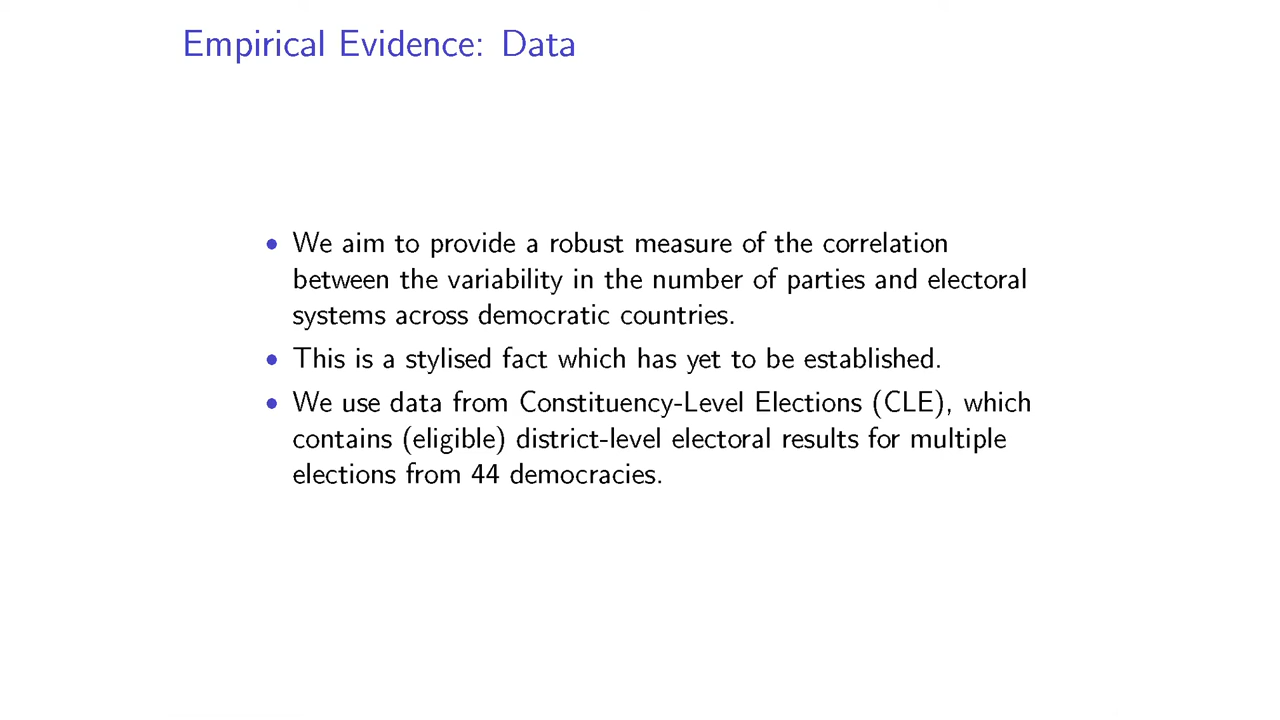 Empirical Evidence: Data
• We aim to provide a robust measure of the correlation
between the variability in the number of parties and electoral
systems across democratic countries.
• This is a stylised fact which has yet to be established.
• We use data from Constituency-Level Elections (CLE), which
contains (eligible) district-level electoral results for multiple
elections from 44 democracies.